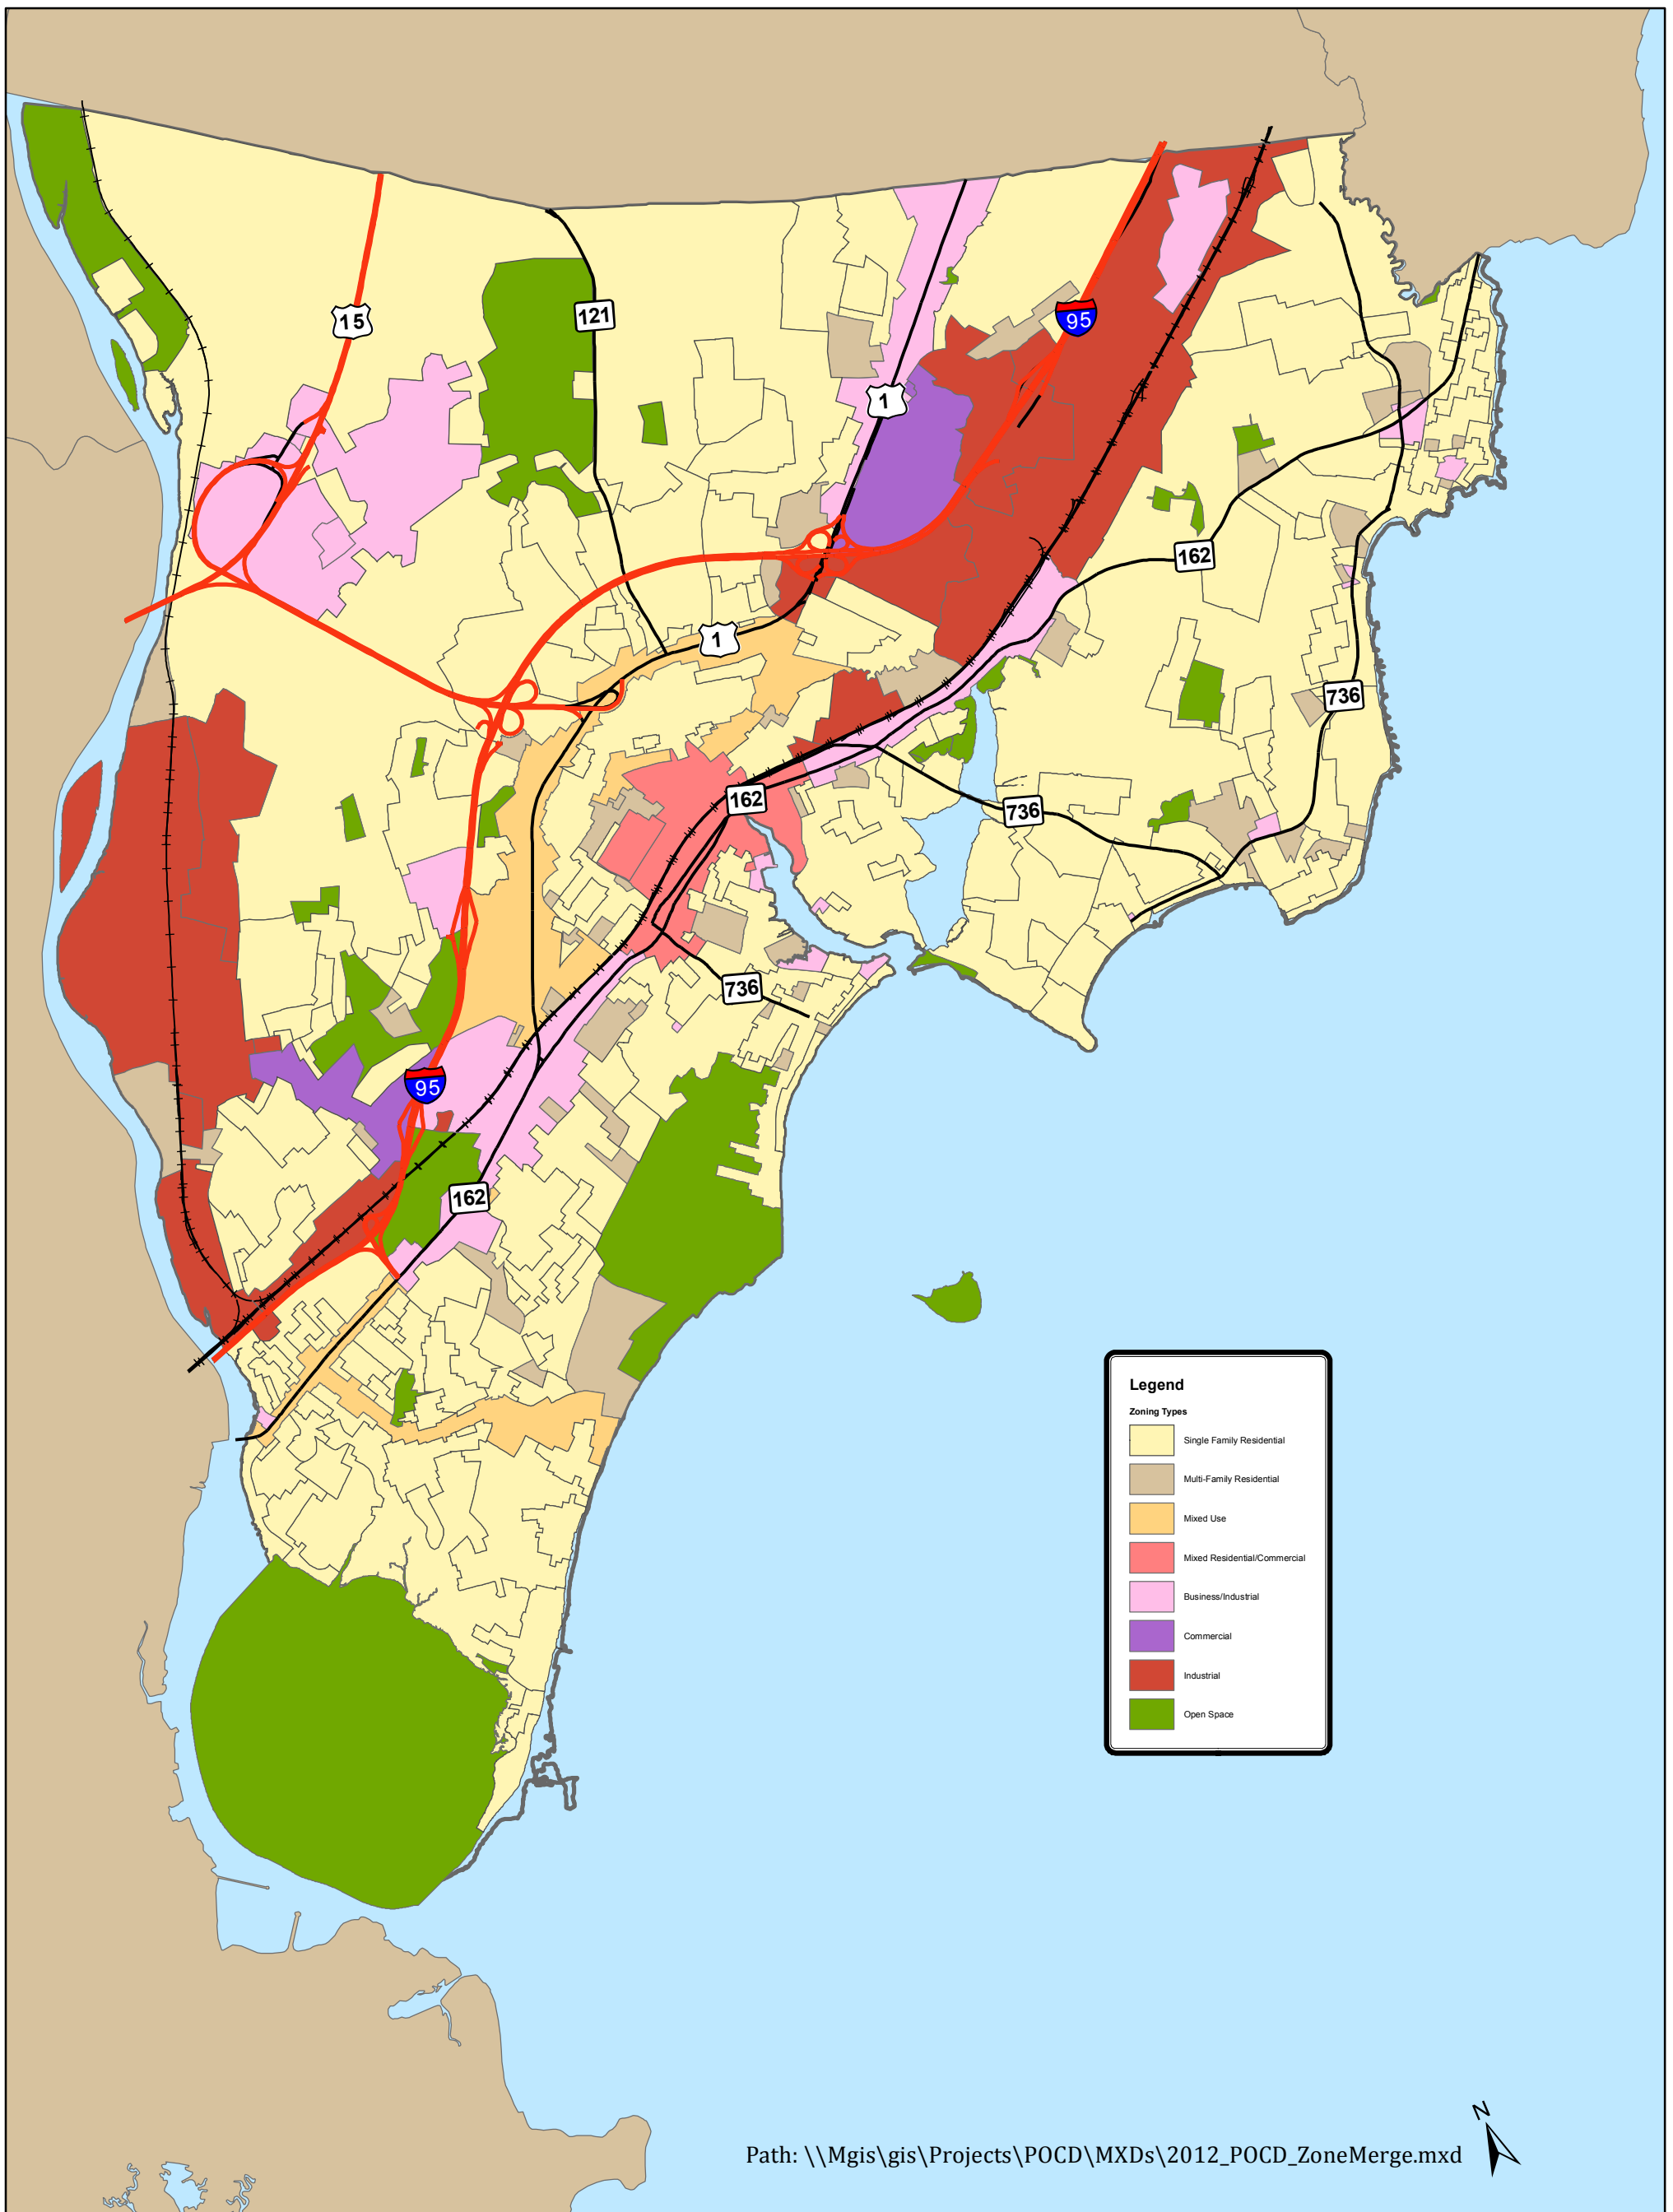 15
121
95
1
162
1
736
162
736
736
95
162
Legend
Zoning Types
Single Family Residential
Multi-Family Residential
Mixed Use
Mixed Residential/Commercial
Business/Industrial
Commercial
Industrial
Open Space
N
Path: \\Mgis\gis\Projects\POCD\MXDs\2012_POCD_ZoneMerge.mxd